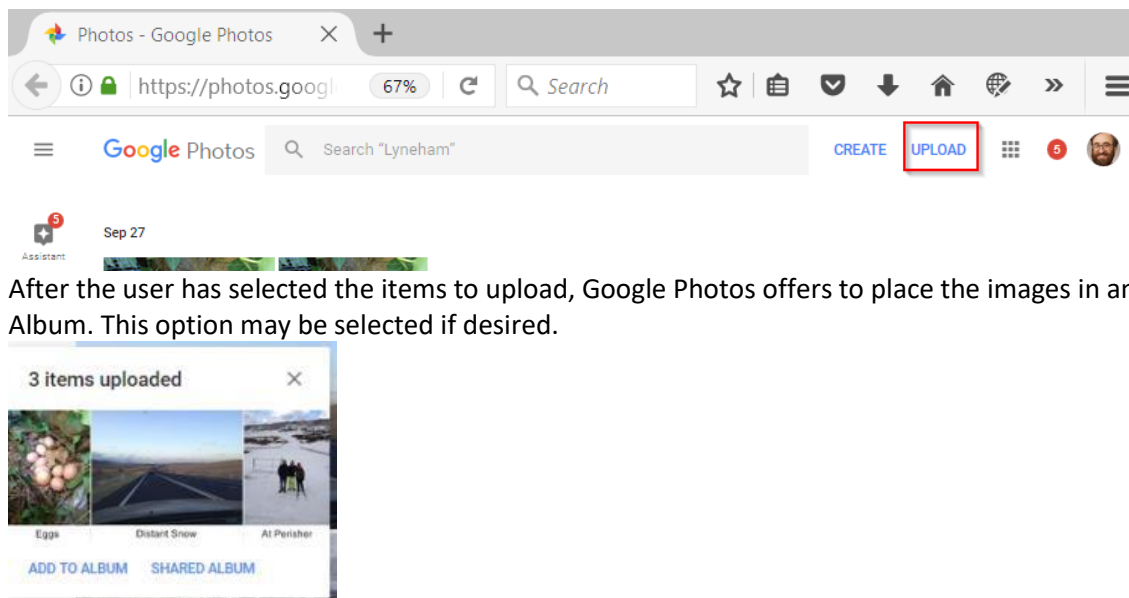 Photos - Google Photos
https://photos.googl 67% Search
Google Photos Search "Lyneham" CREATE UPLOAD 5
5
Assistant
Sep 27
After the user has selected the items to upload, Google Photos offers to place the images in an
Album. This option may be selected if desired.
3 items uploaded
Eggs Distant Snow At Perisher
ADD TO ALBUM SHARED ALBUM